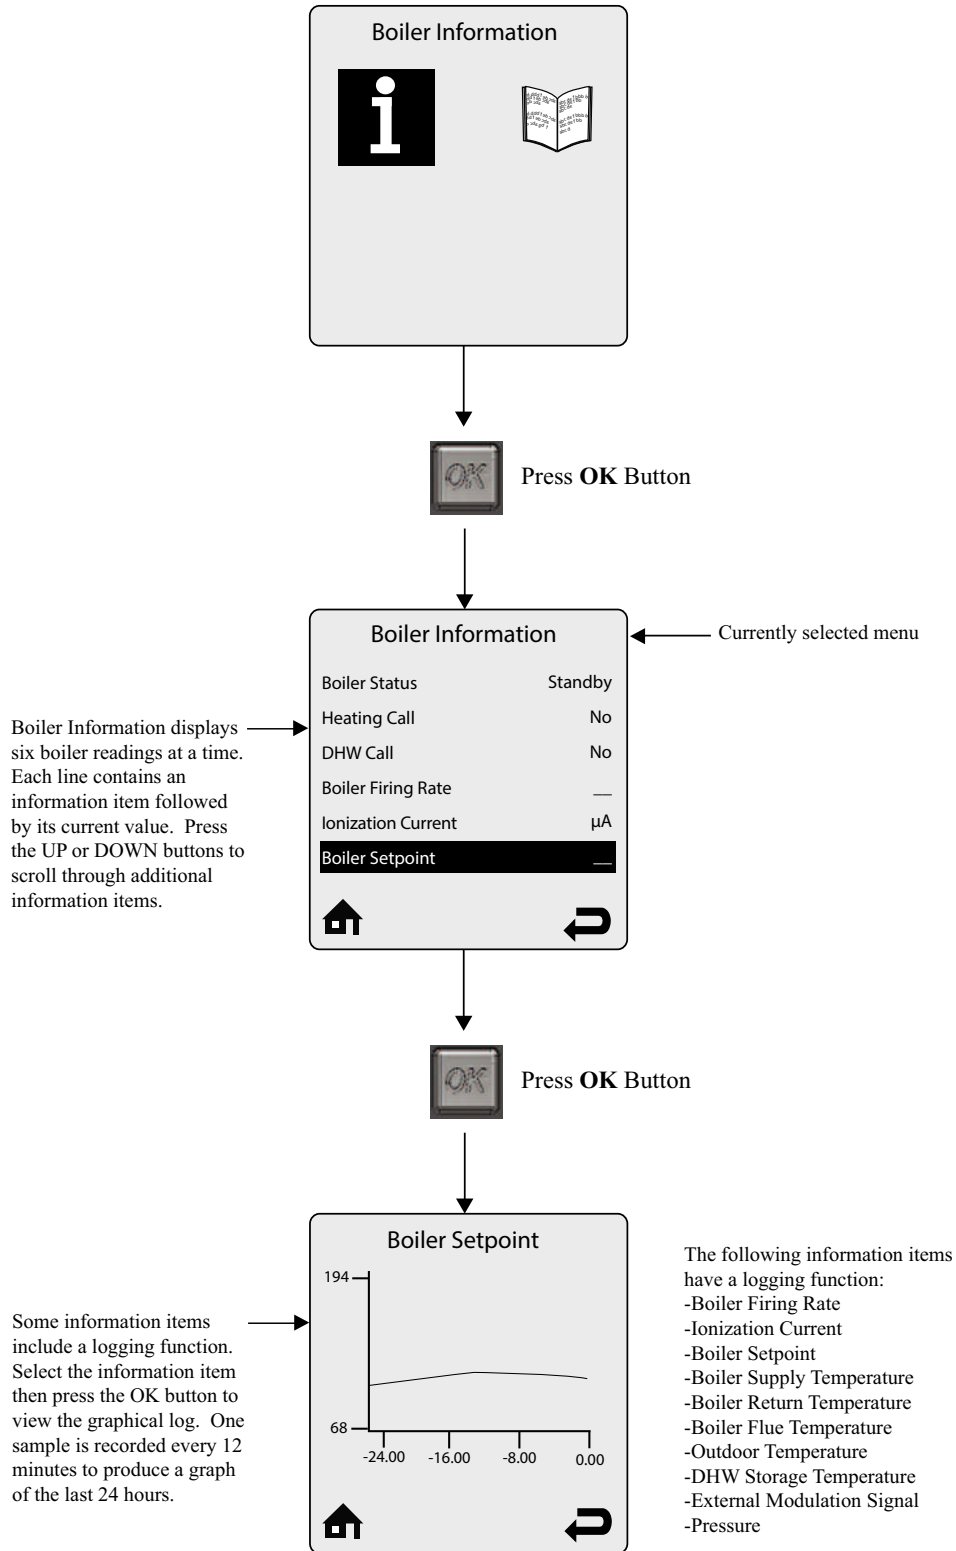 Boiler Information
i
OK
Press OK Button
Boiler Information
Currently selected menu
Boiler Status Standby
Heating Call No
DHW Call No
Boiler Firing Rate __
Ionization Current µA
Boiler Setpoint __
Boiler Information displays
six boiler readings at a time.
Each line contains an
information item followed
by its current value. Press
the UP or DOWN buttons to
scroll through additional
information items.
OK
Press OK Button
Boiler Setpoint
194
68
-24.00 -16.00 -8.00 0.00
Some information items
include a logging function.
Select the information item
then press the OK button to
view the graphical log. One
sample is recorded every 12
minutes to produce a graph
of the last 24 hours.
The following information items
have a logging function:
-Boiler Firing Rate
-Ionization Current
-Boiler Setpoint
-Boiler Supply Temperature
-Boiler Return Temperature
-Boiler Flue Temperature
-Outdoor Temperature
-DHW Storage Temperature
-External Modulation Signal
-Pressure